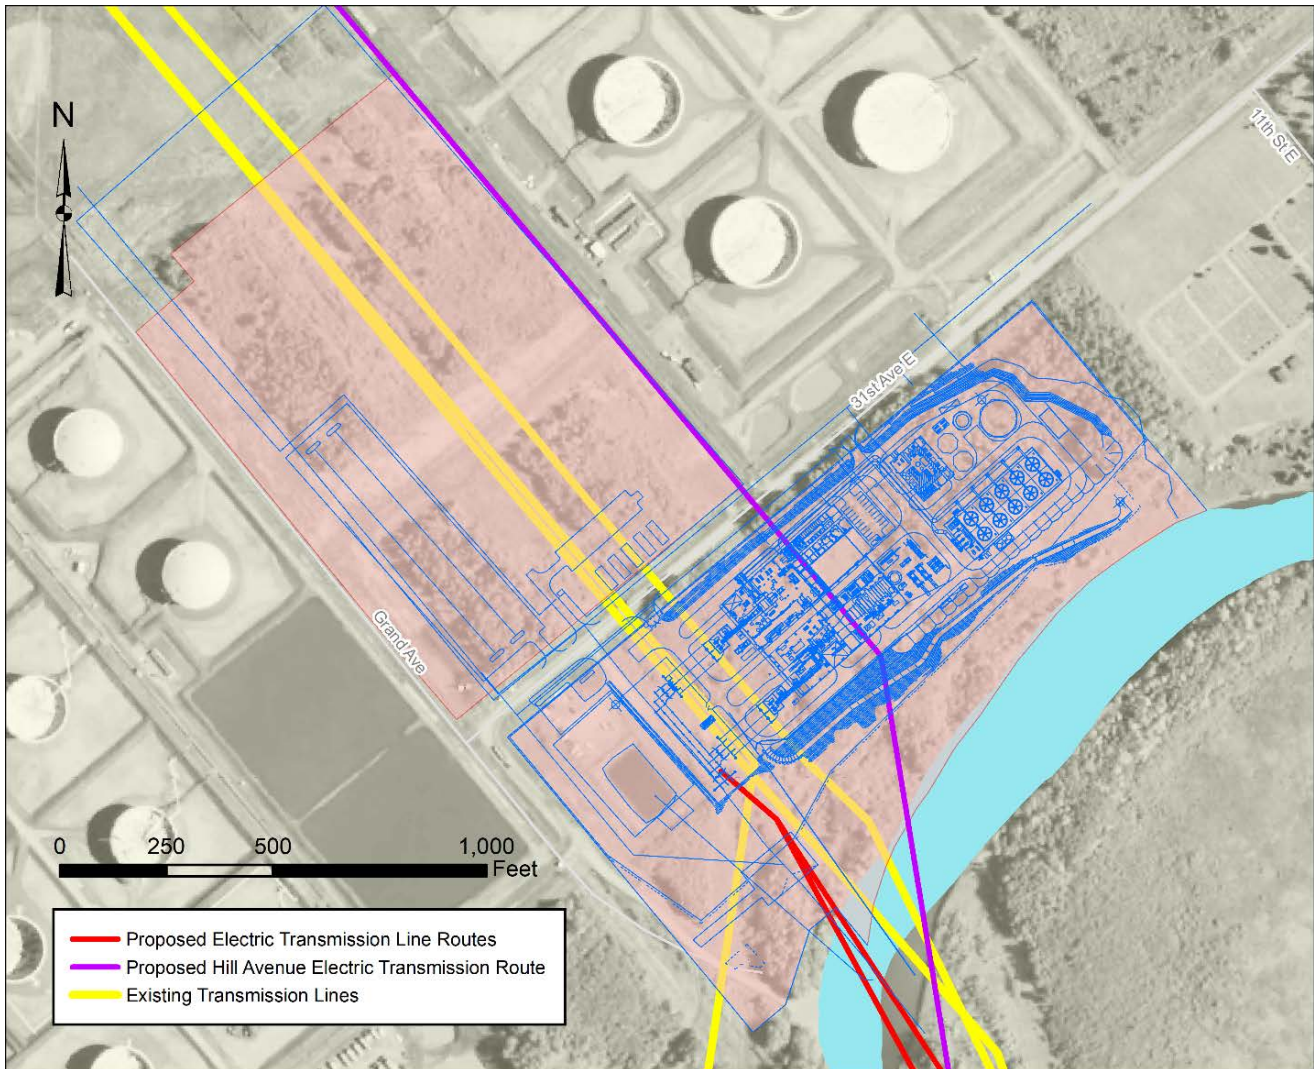 N
11th St E
31st Ave E
Grand Ave
0 250 500 1,000
Feet
Proposed Electric Transmission Line Routes
Proposed Hill Avenue Electric Transmission Route
Existing Transmission Lines